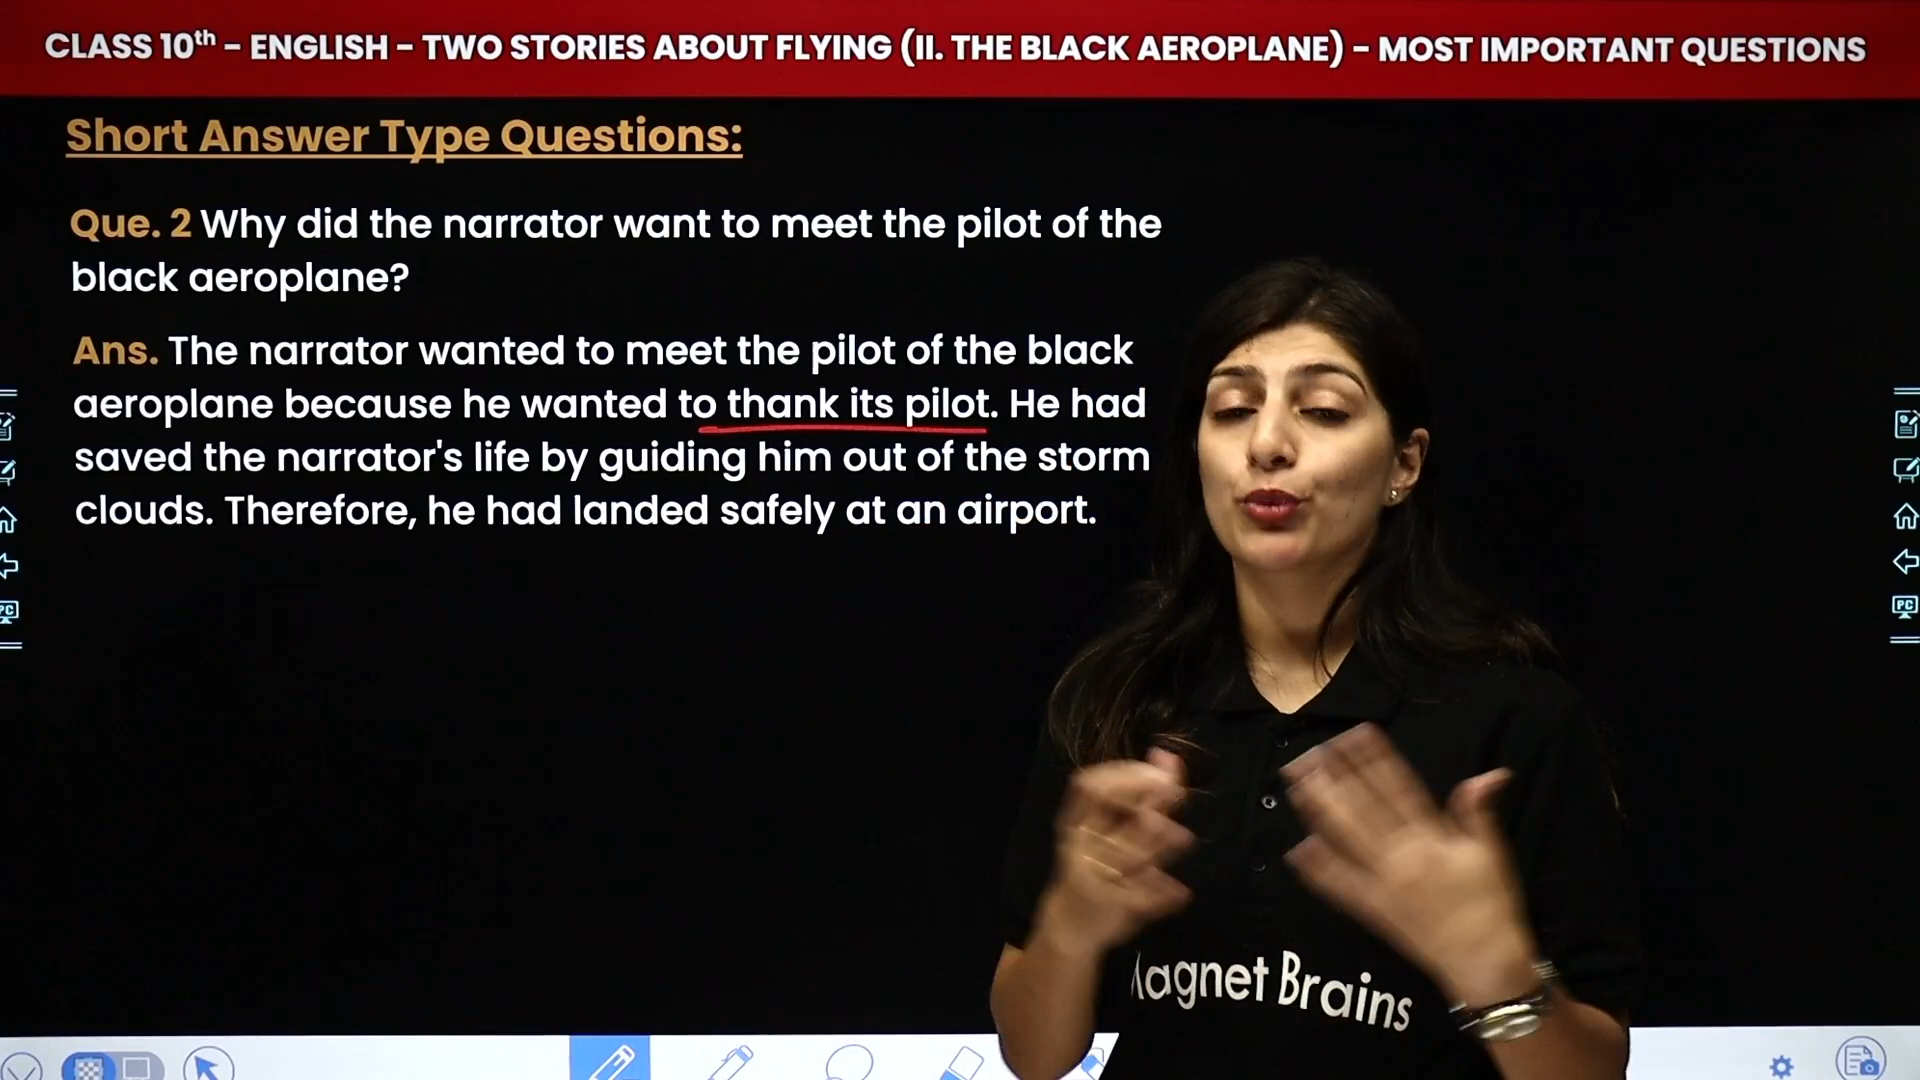 CLASS 10th - ENGLISH - TWO STORIES ABOUT FLYING (II. THE BLACK AEROPLANE) - MOST IMPORTANT QUESTIONS
Short Answer Type Questions:
Que. 2 Why did the narrator want to meet the pilot of the
black aeroplane?
Ans. The narrator wanted to meet the pilot of the black
aeroplane because he wanted to thank its pilot. He had
saved the narrator's life by guiding him out of the storm
clouds. Therefore, he had landed safely at an airport.
PC
PC
Magnet Brains